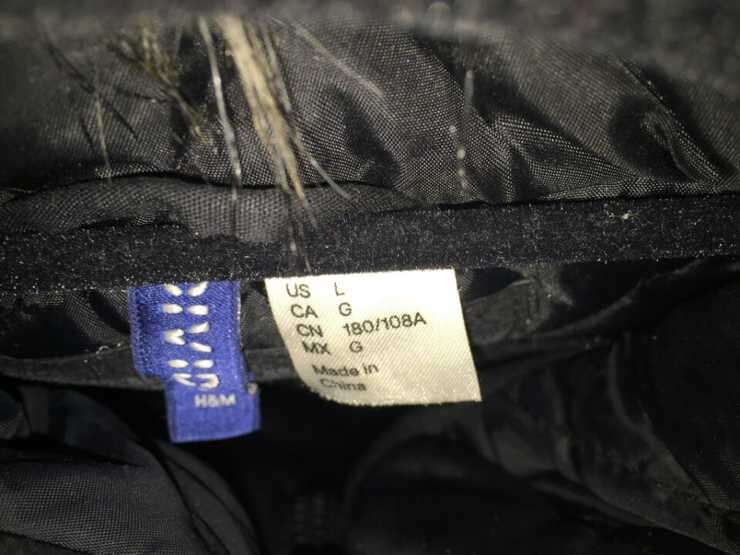 H&M
US L
CA G
CN 180/108A
MX G
Made in
China